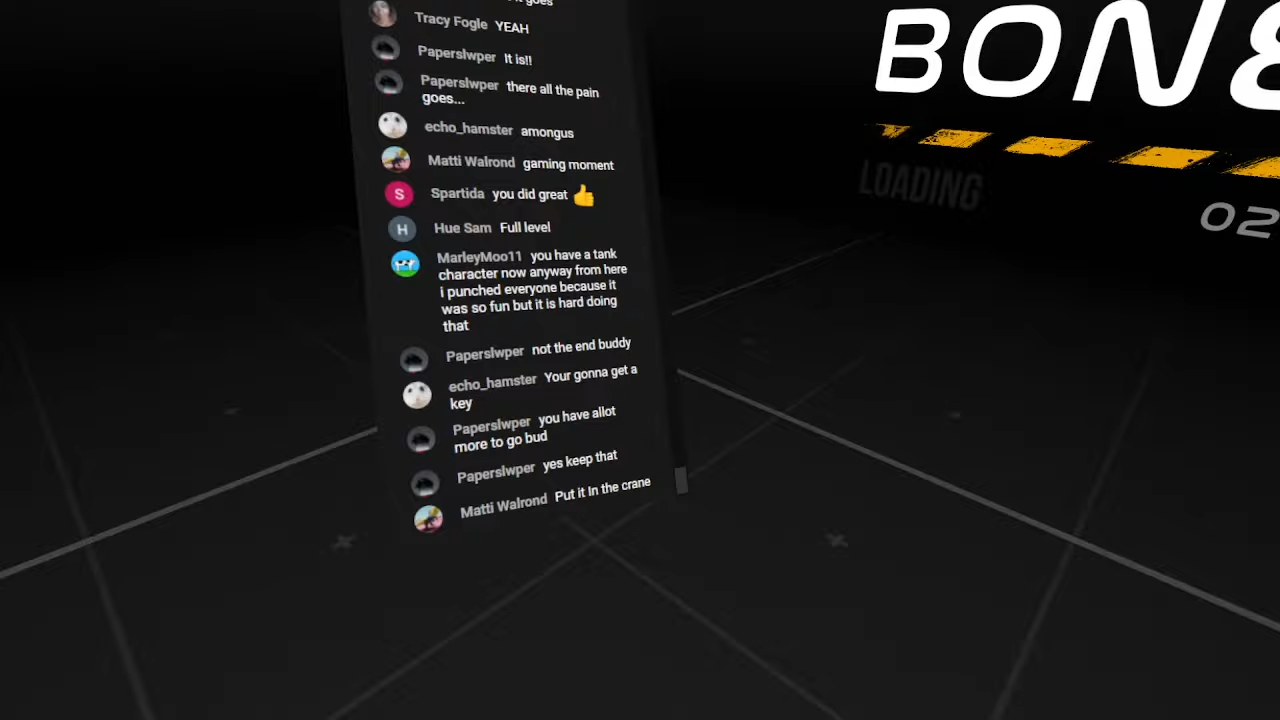 it goes
Tracy Fogle YEAH
Paperslwper It is!!
Paperslwper there all the pain
goes...
echo_hamster amongus
Matti Walrond gaming moment
S Spartida you did great 👍
H Hue Sam Full level
MarleyMoo11 you have a tank
character now anyway from here
i punched everyone because it
was so fun but it is hard doing
that
Paperslwper not the end buddy
echo_hamster Your gonna get a
key
Paperslwper you have allot
more to go bud
Paperslwper yes keep that
Matti Walrond Put it In the crane
BONE
LOADING
02